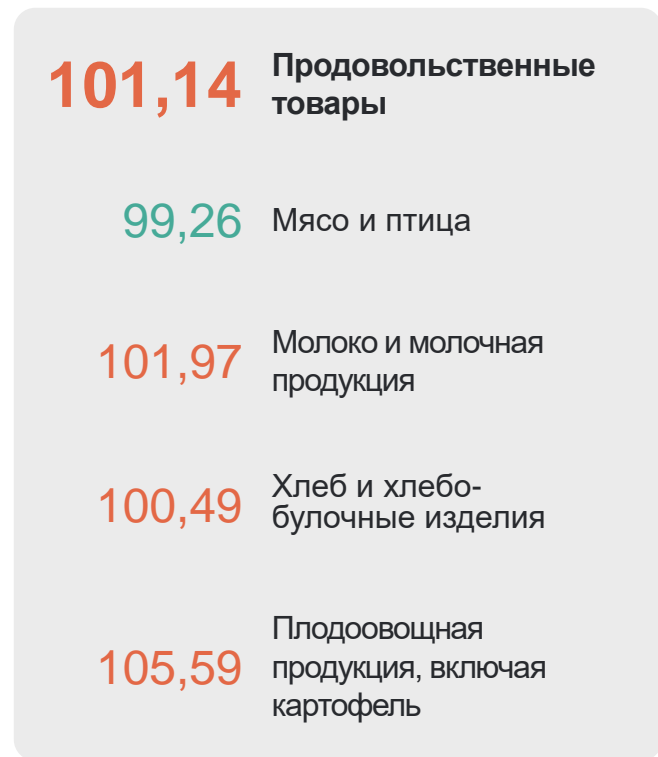 101,14 Продовольственные
товары
99,26 Мясо и птица
101,97 Молоко и молочная
продукция
100,49 Хлеб и хлебо-
булочные изделия
105,59 Плодоовощная
продукция, включая
картофель